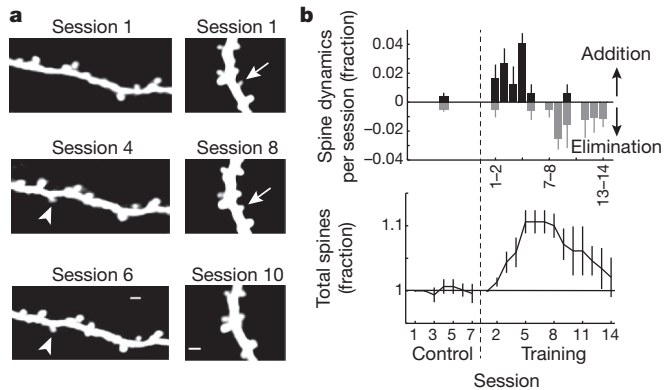 a
Session 1
Session 1
Session 4
Session 8
Session 6
Session 10
b
Spine dynamics
per session (fraction)
0.04
0.02
0
−0.02
−0.04
Addition
Elimination
1–2
7–8
13–14
Total spines
(fraction)
1.1
1
1 3 5 7 2 5 8 11 14
Control Training
Session